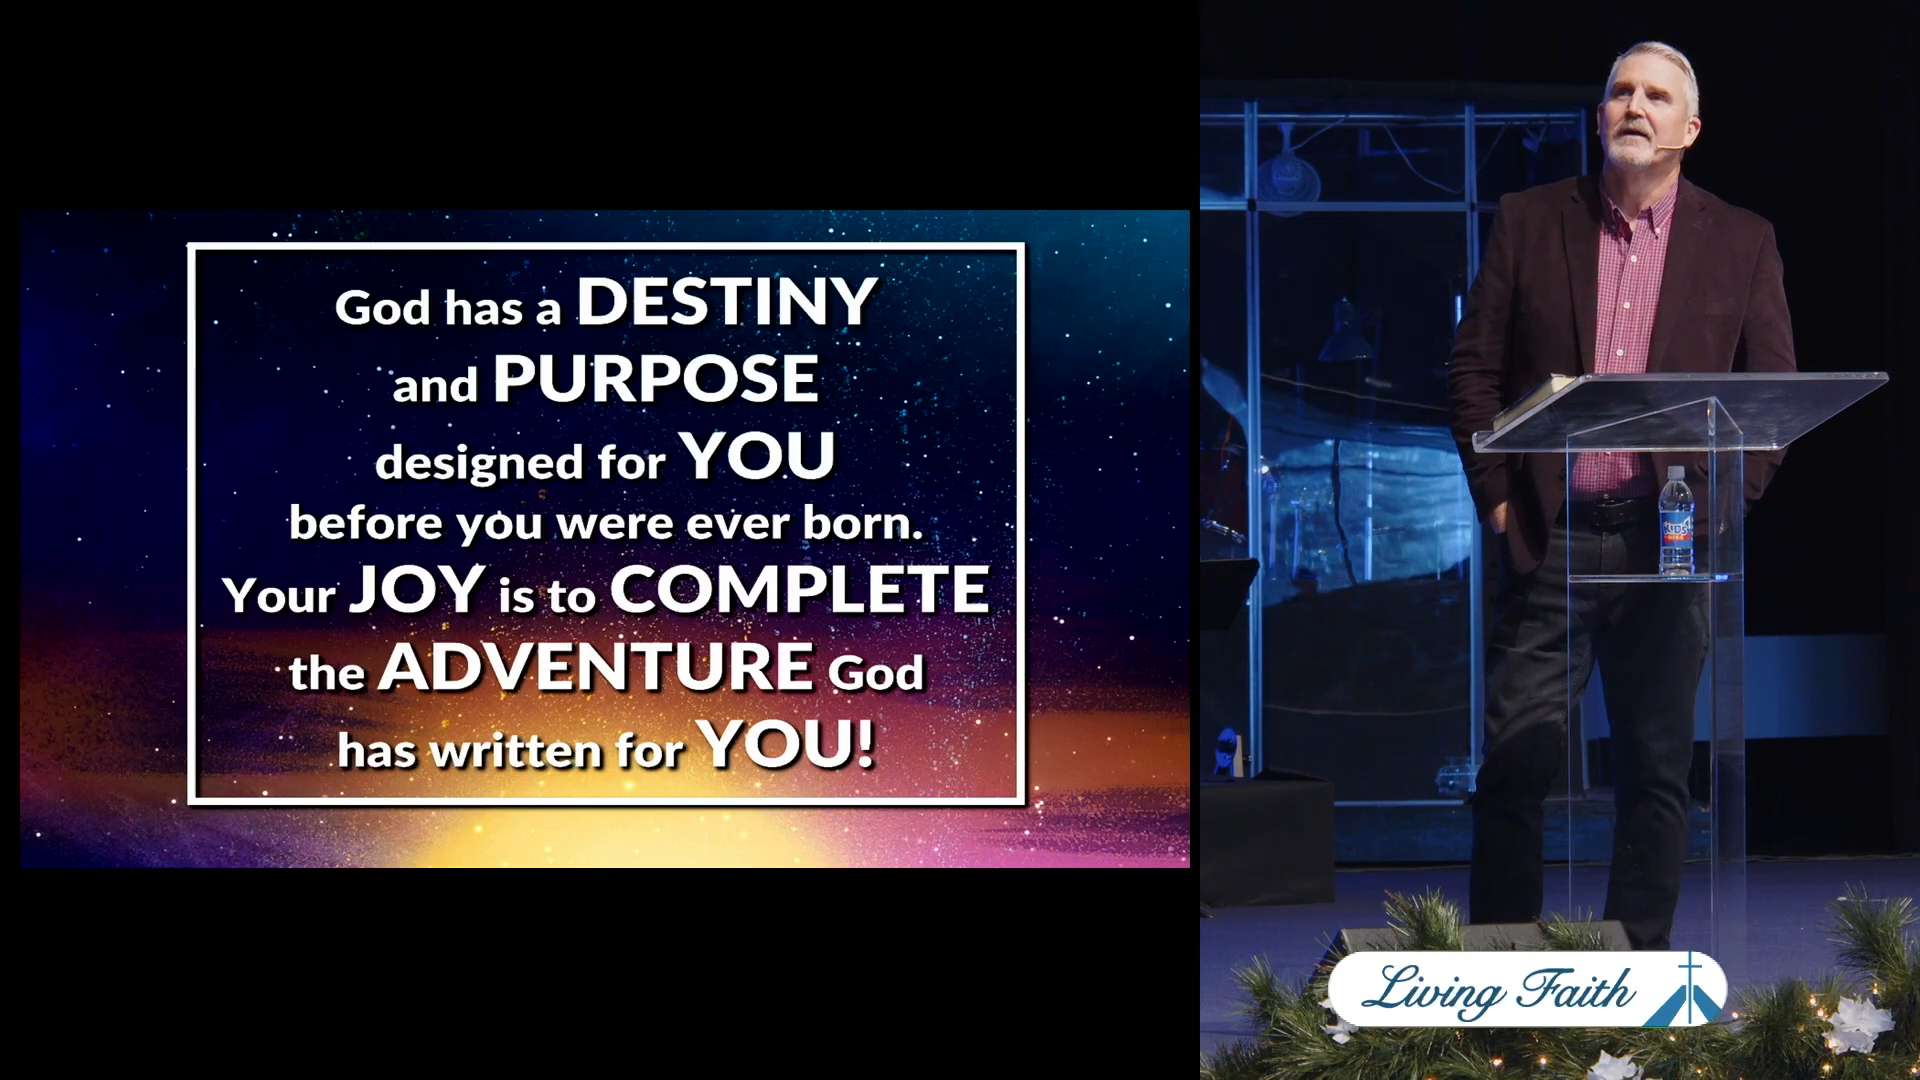 God has a DESTINY
and PURPOSE
designed for YOU
before you were ever born.
Your JOY is to COMPLETE
the ADVENTURE God
has written for YOU!
KIDS
Living Faith